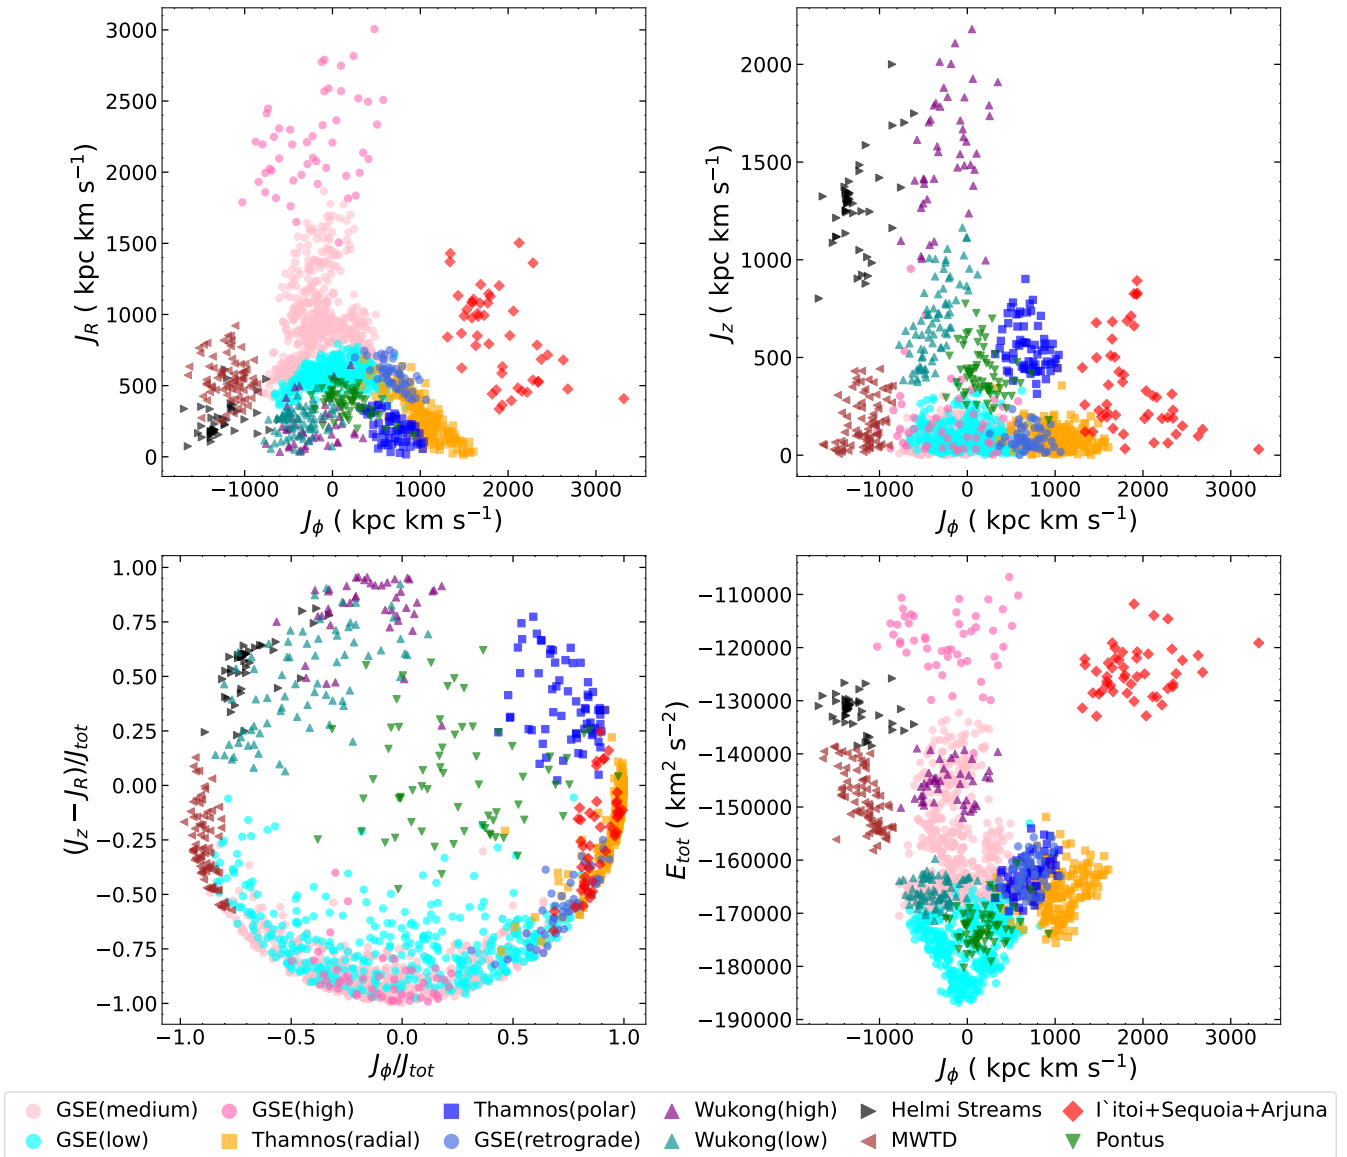 3000
2500
2000
1500
1000
500
0
J_R ( kpc km s⁻¹)
−1000 0 1000 2000 3000
J_ϕ ( kpc km s⁻¹)
2000
1500
1000
500
0
J_z ( kpc km s⁻¹)
−1000 0 1000 2000 3000
J_ϕ ( kpc km s⁻¹)
1.00
0.75
0.50
0.25
0.00
−0.25
−0.50
−0.75
−1.00
(J_z − J_R)/J_tot
−1.0 −0.5 0.0 0.5 1.0
J_ϕ/J_tot
−110000
−120000
−130000
−140000
−150000
−160000
−170000
−180000
−190000
E_tot ( km² s⁻²)
−1000 0 1000 2000 3000
J_ϕ ( kpc km s⁻¹)
GSE(medium) GSE(high) Thamnos(polar) Wukong(high) Helmi Streams I`itoi+Sequoia+Arjuna
GSE(low) Thamnos(radial) GSE(retrograde) Wukong(low) MWTD Pontus